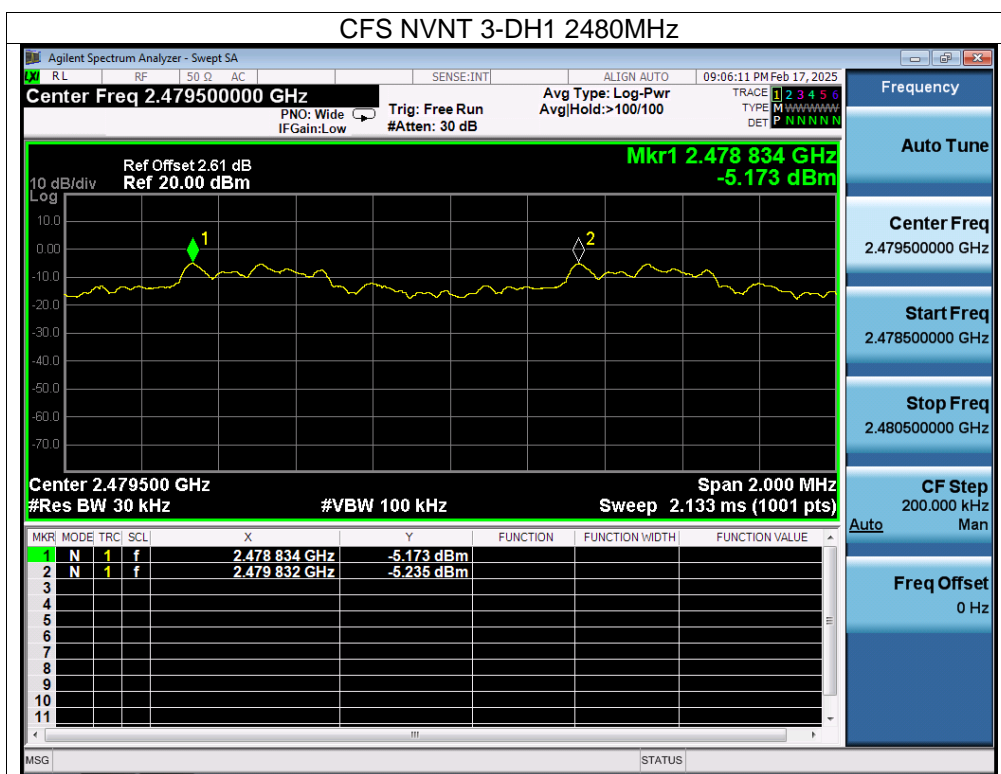 CFS NVNT 3-DH1 2480MHz
Agilent Spectrum Analyzer - Swept SA
LXI RL RF 50 Ω AC SENSE:INT ALIGN AUTO 09:06:11 PM Feb 17, 2025
Center Freq 2.479500000 GHz
PNO: Wide
IFGain:Low
Trig: Free Run
#Atten: 30 dB
Avg Type: Log-Pwr
Avg|Hold:>100/100
TRACE 1 2 3 4 5 6
TYPE M WWWWW
DET P N N N N N
Mkr1 2.478 834 GHz
-5.173 dBm
Ref Offset 2.61 dB
10 dB/div Ref 20.00 dBm
Log
10.0
0.00
-10.0
-20.0
-30.0
-40.0
-50.0
-60.0
-70.0
1
2
Center 2.479500 GHz Span 2.000 MHz
#Res BW 30 kHz #VBW 100 kHz Sweep 2.133 ms (1001 pts)
MKR MODE TRC SCL X Y FUNCTION FUNCTION WIDTH FUNCTION VALUE
1 N 1 f 2.478 834 GHz -5.173 dBm
2 N 1 f 2.479 832 GHz -5.235 dBm
3
4
5
6
7
8
9
10
11
MSG STATUS
Frequency
Auto Tune
Center Freq
2.479500000 GHz
Start Freq
2.478500000 GHz
Stop Freq
2.480500000 GHz
CF Step
200.000 kHz
Auto Man
Freq Offset
0 Hz